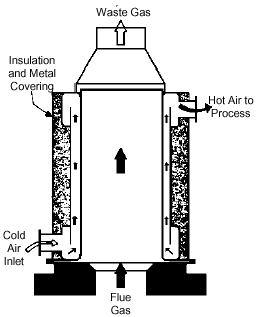 Waste Gas
Insulation
and Metal
Covering
Hot Air to
Process
Cold
Air
Inlet
Flue
Gas